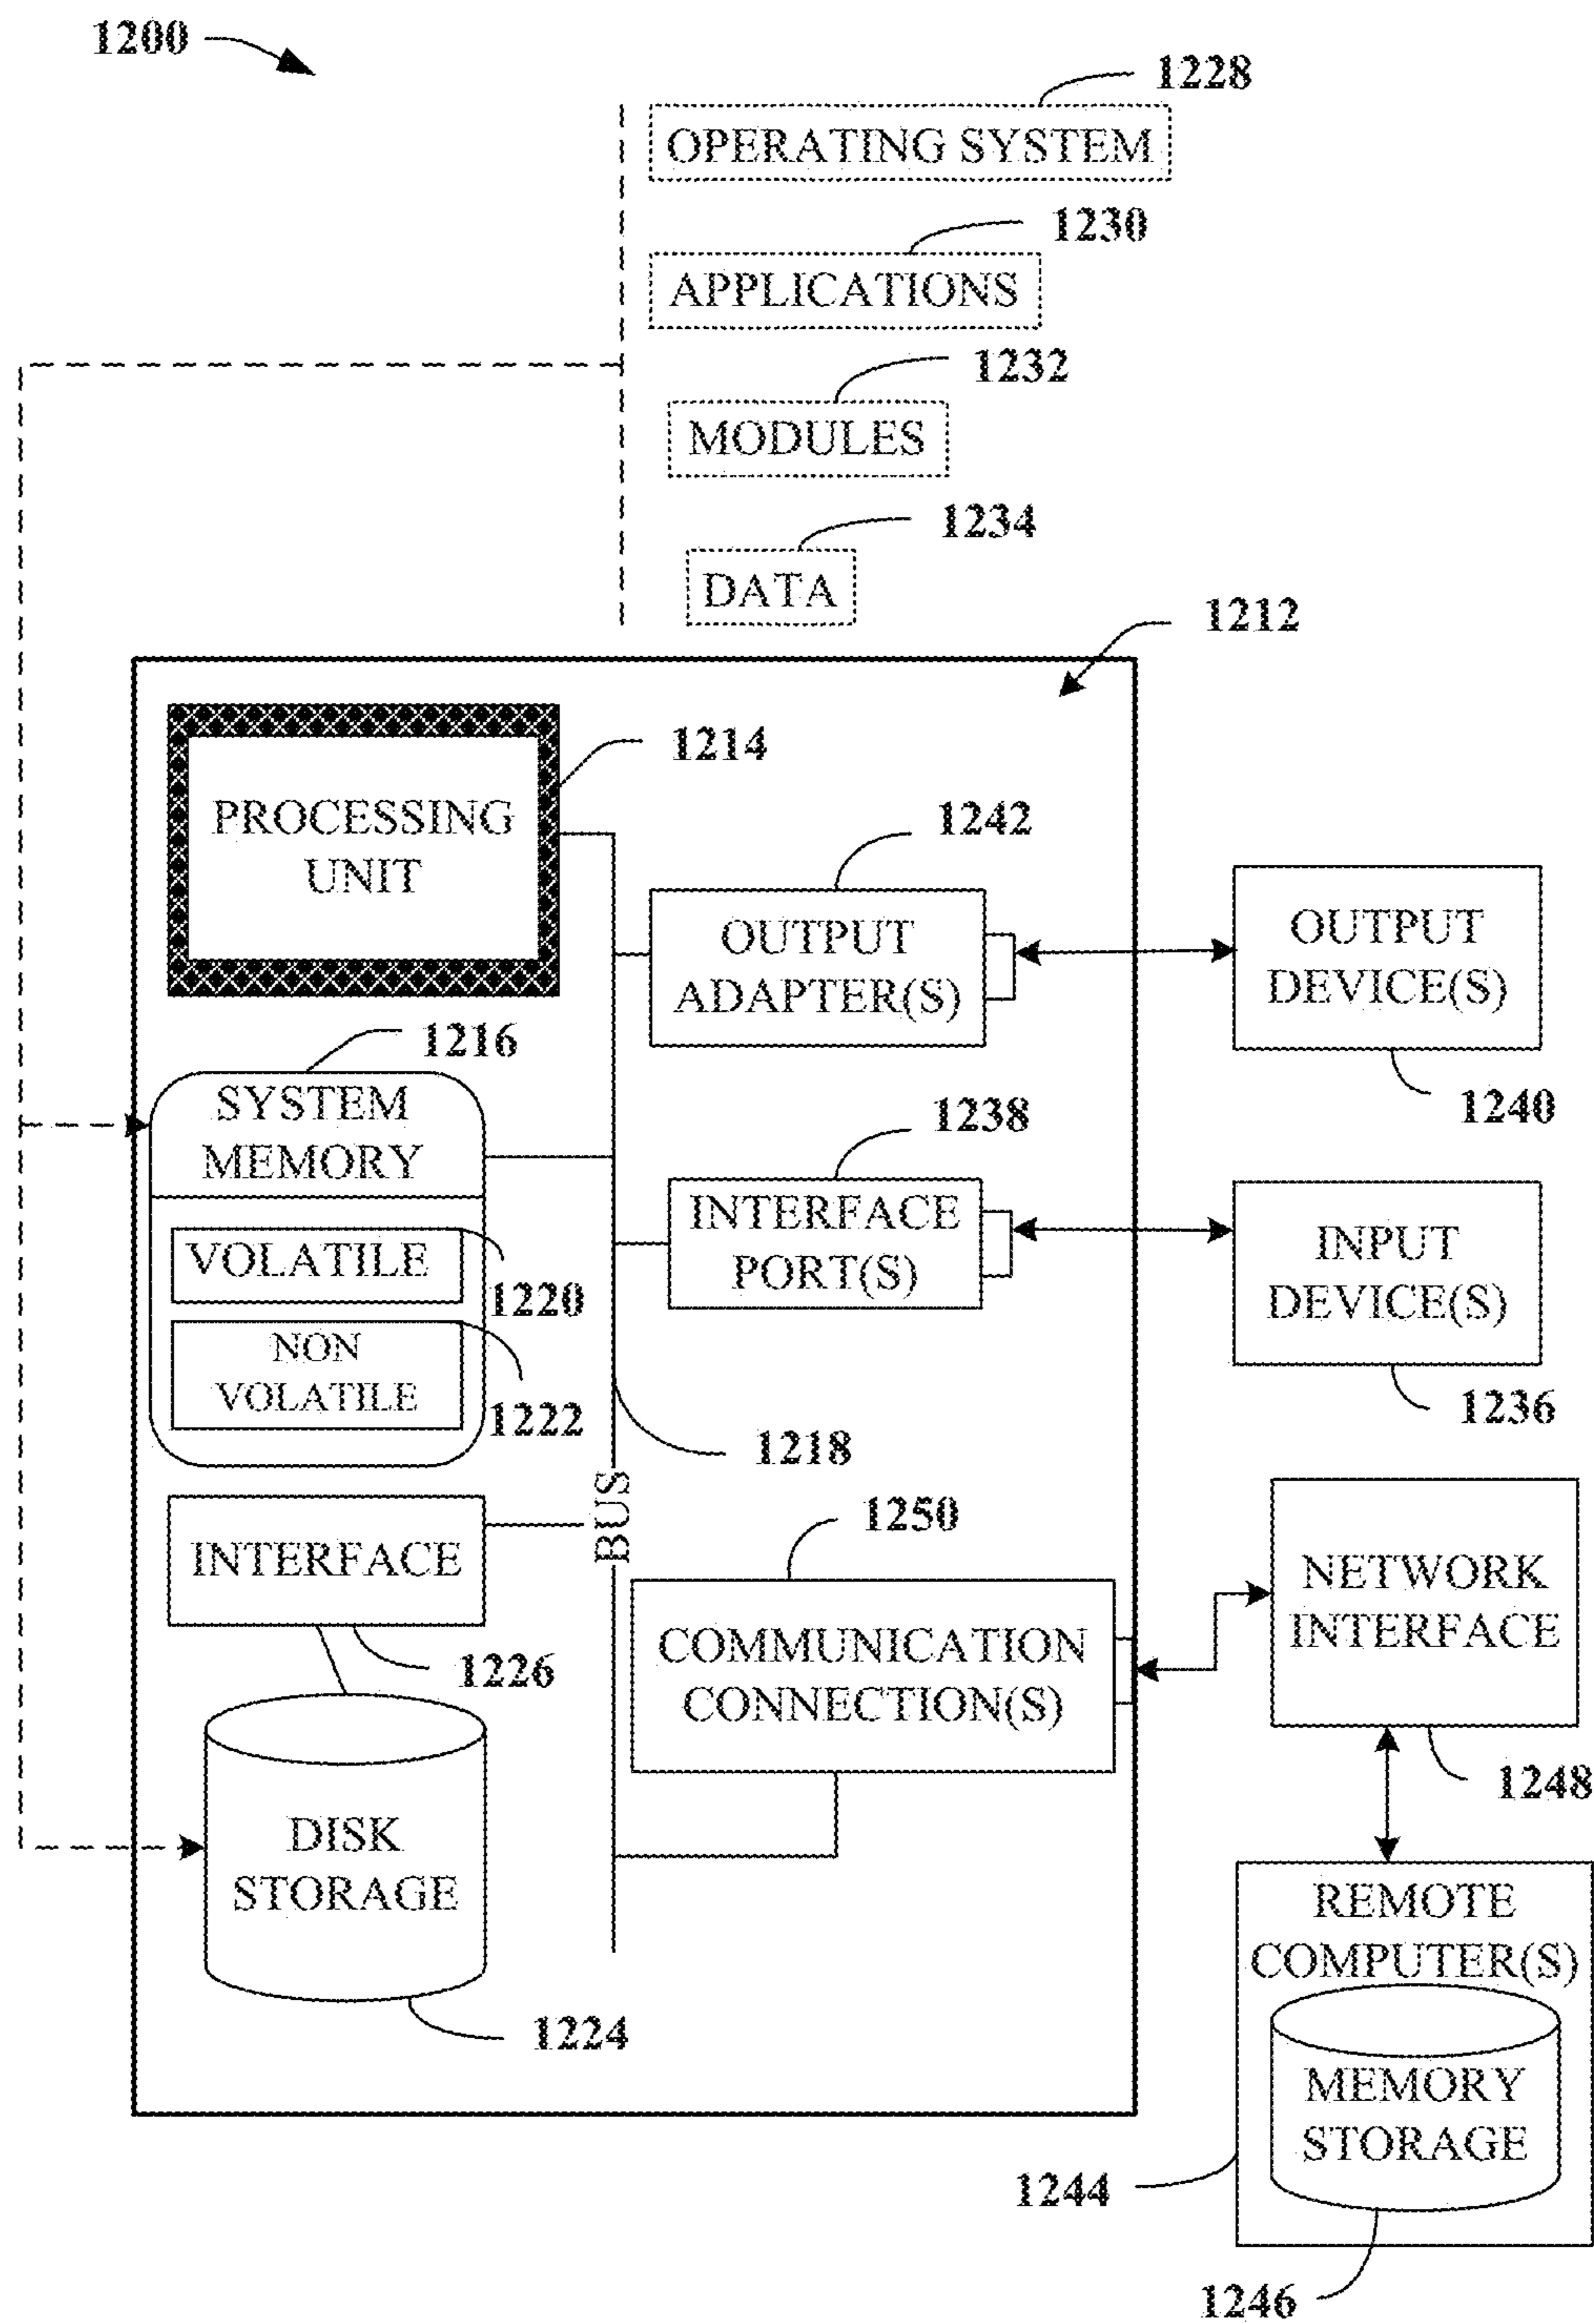 1200
1228
OPERATING SYSTEM
1230
APPLICATIONS
1232
MODULES
1234
DATA
1212
1214
PROCESSING
UNIT
1242
OUTPUT
ADAPTER(S)
OUTPUT
DEVICE(S)
1240
1216
SYSTEM
MEMORY
VOLATILE
1220
NON
VOLATILE
1222
1238
INTERFACE
PORT(S)
INPUT
DEVICE(S)
1236
1218
BUS
INTERFACE
1226
1250
COMMUNICATION
CONNECTION(S)
NETWORK
INTERFACE
1248
DISK
STORAGE
1224
REMOTE
COMPUTER(S)
MEMORY
STORAGE
1244
1246